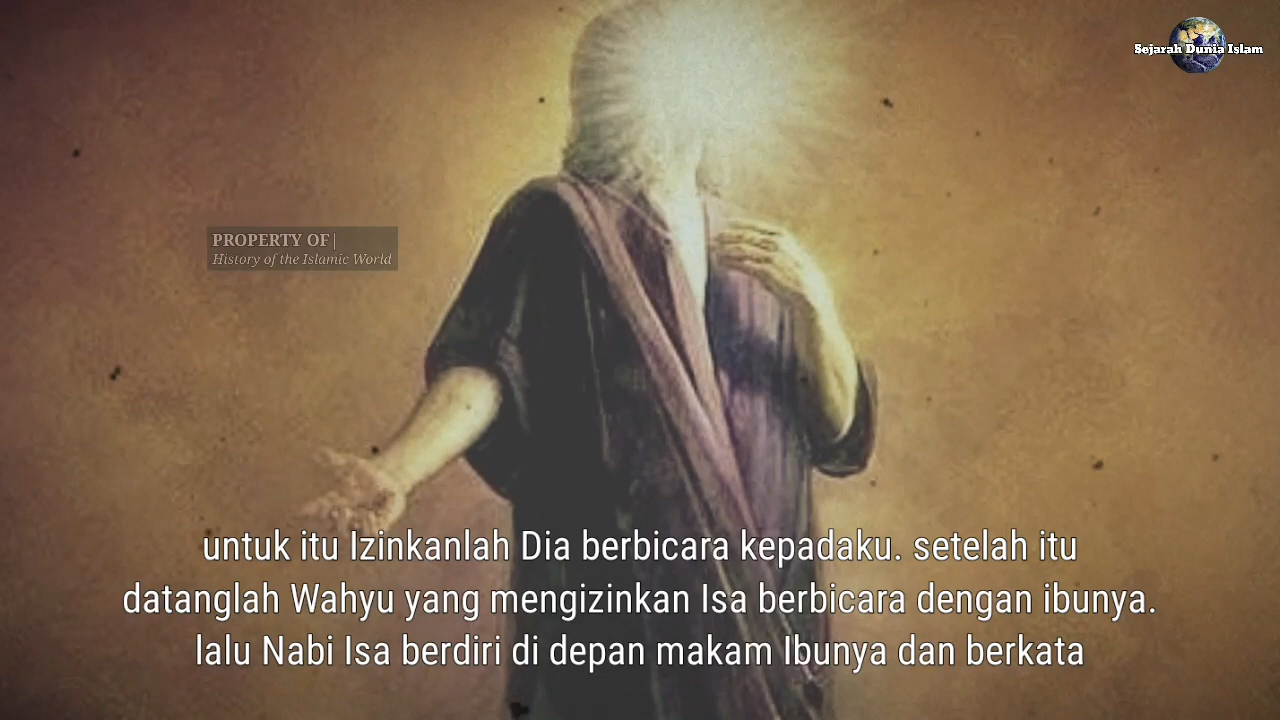 Sejarah Dunia Islam
PROPERTY OF|
History of the Islamic World
untuk itu Izinkanlah Dia berbicara kepadaku. setelah itu
datanglah Wahyu yang mengizinkan Isa berbicara dengan ibunya.
lalu Nabi Isa berdiri di depan makam Ibunya dan berkata